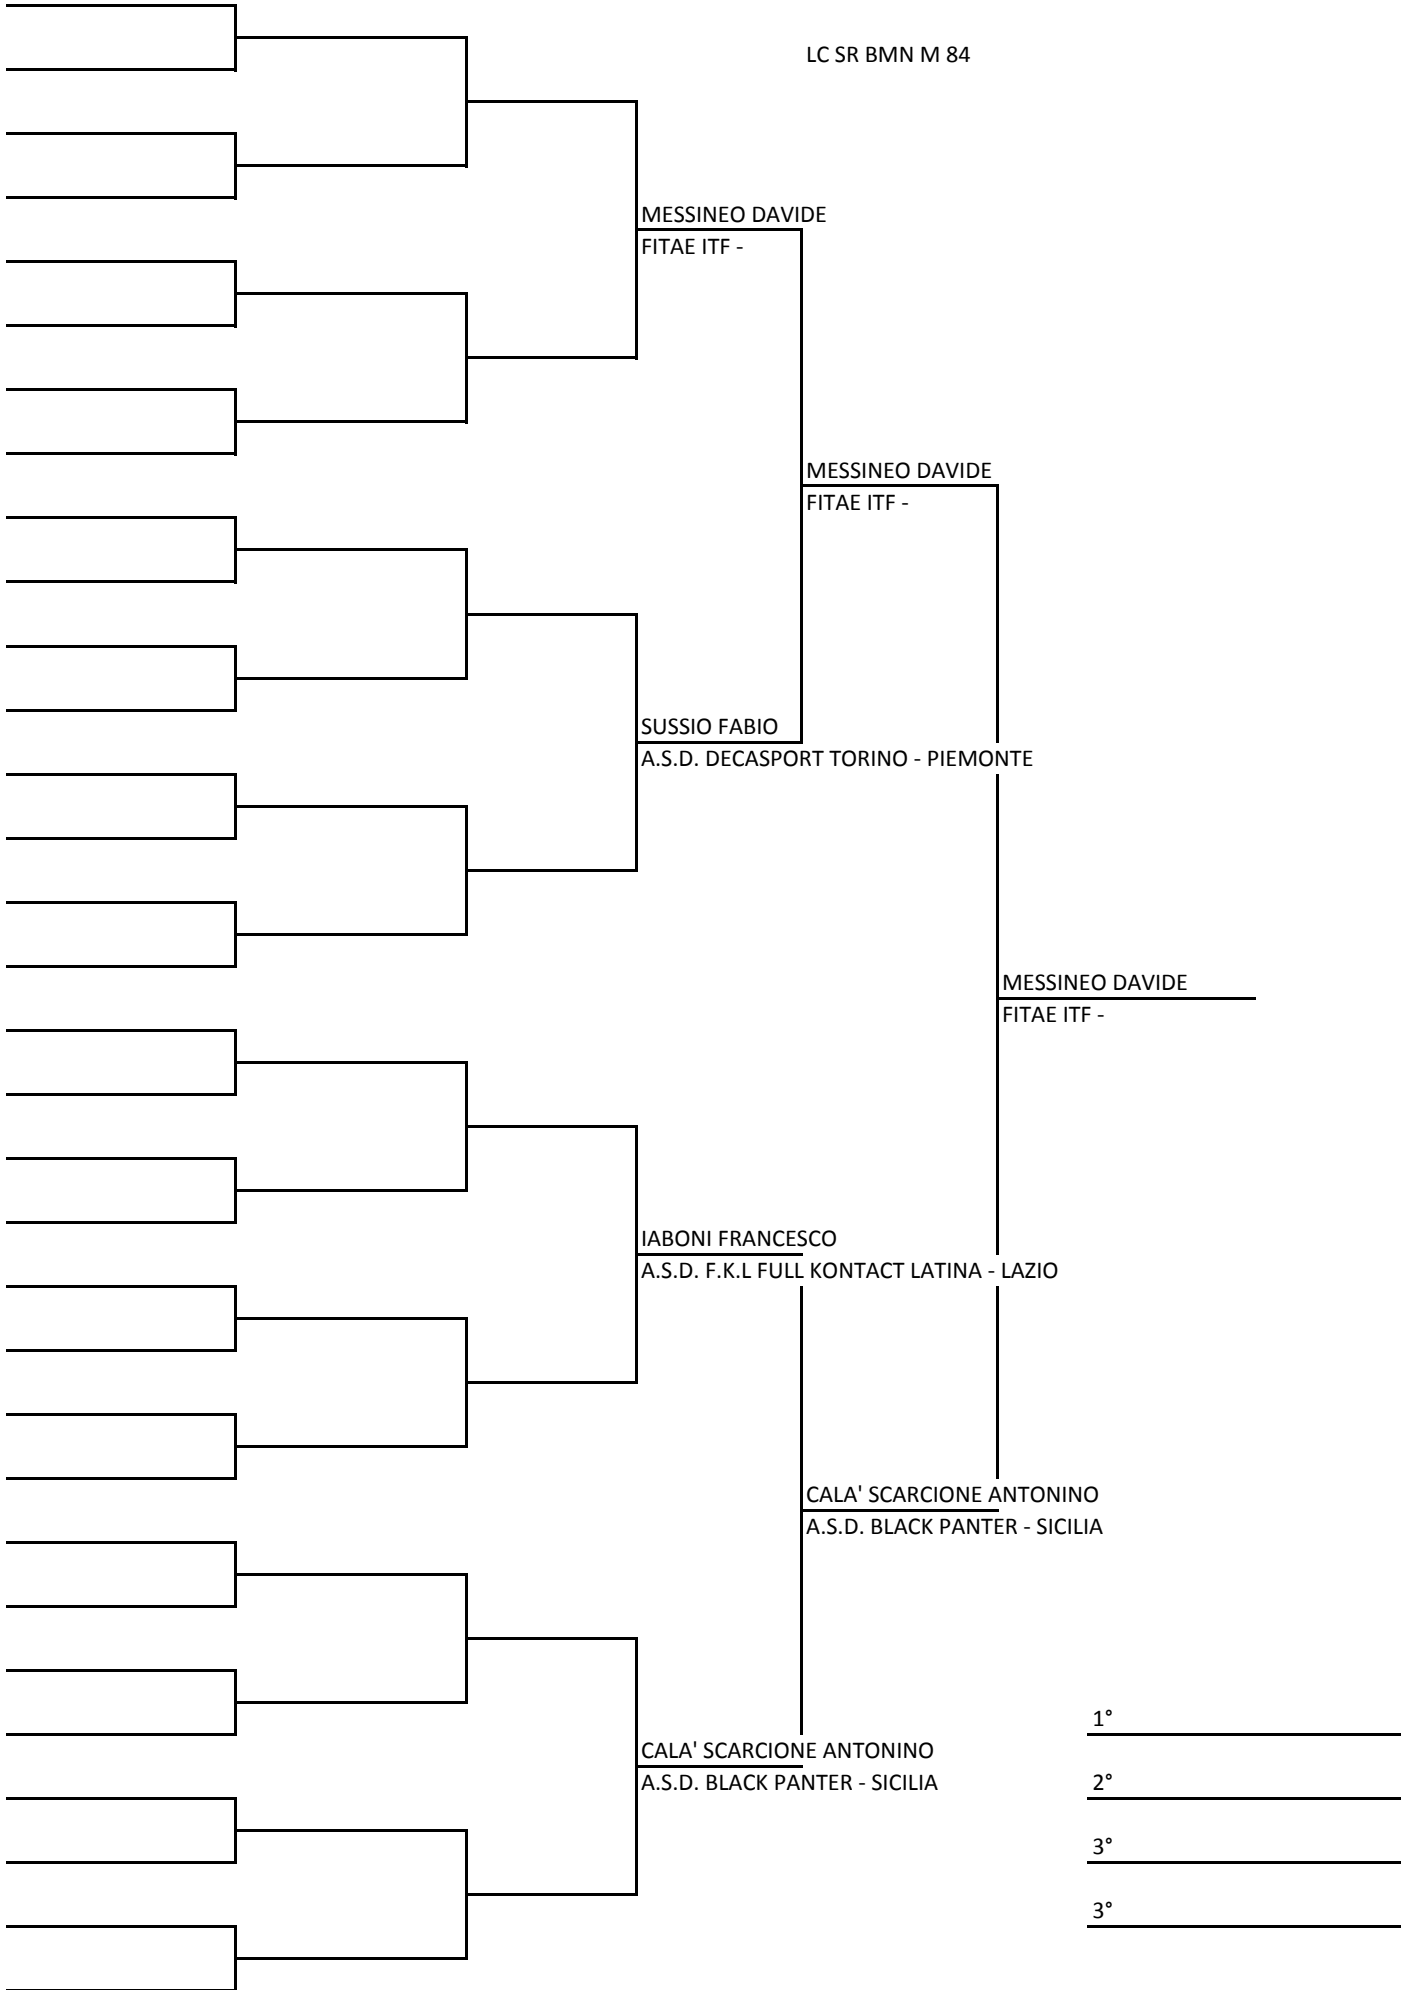 LC SR BMN M 84
MESSINEO DAVIDE
FITAE ITF -
MESSINEO DAVIDE
FITAE ITF -
SUSSIO FABIO
A.S.D. DECASPORT TORINO - PIEMONTE
MESSINEO DAVIDE
FITAE ITF -
IABONI FRANCESCO
A.S.D. F.K.L FULL KONTACT LATINA - LAZIO
CALA' SCARCIONE ANTONINO
A.S.D. BLACK PANTER - SICILIA
1°
CALA' SCARCIONE ANTONINO
A.S.D. BLACK PANTER - SICILIA
2°
3°
3°